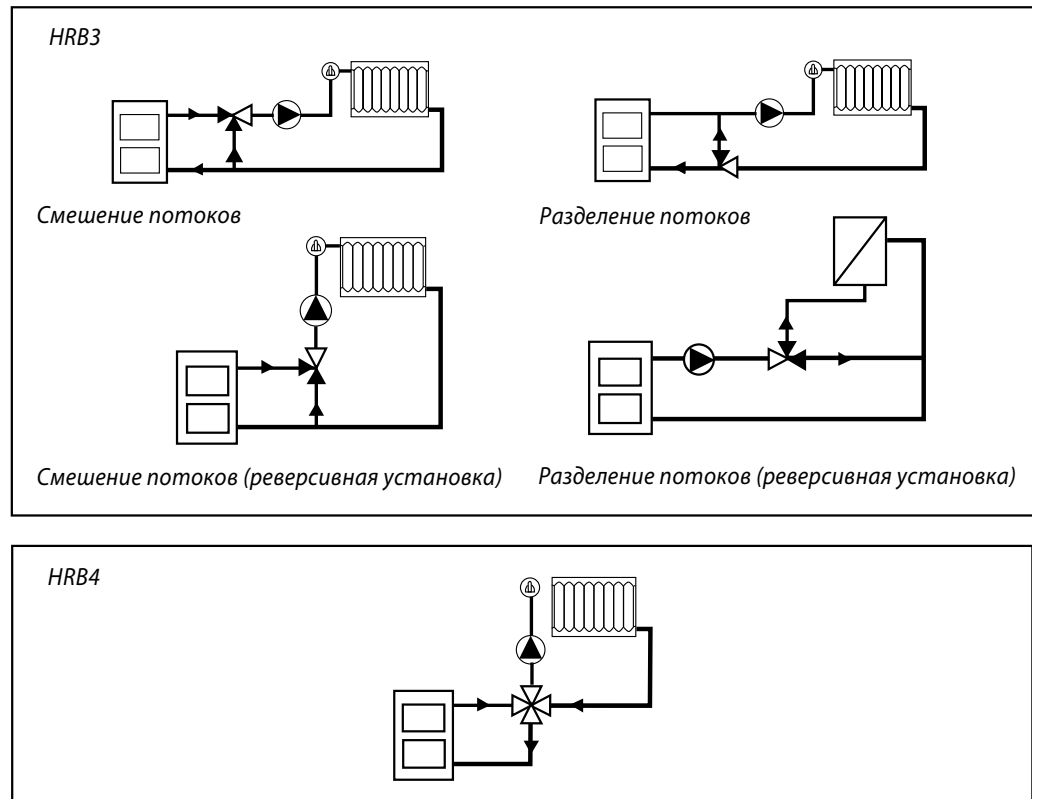 HRB3
Смешение потоков
Разделение потоков
Смешение потоков (реверсивная установка)
Разделение потоков (реверсивная установка)
HRB4